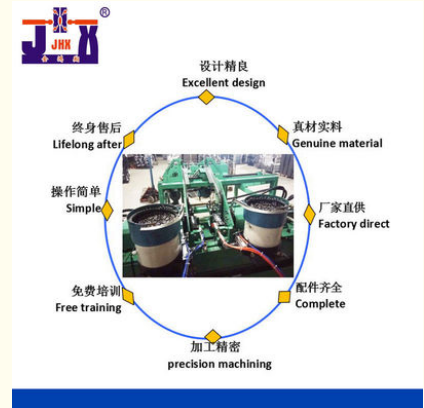 JHX
®
JHX
设计精良
Excellent design
真材实料
Genuine material
厂家直供
Factory direct
配件齐全
Complete
加工精密
precision machining
免费培训
Free training
操作简单
Simple
终身售后
Lifelong after